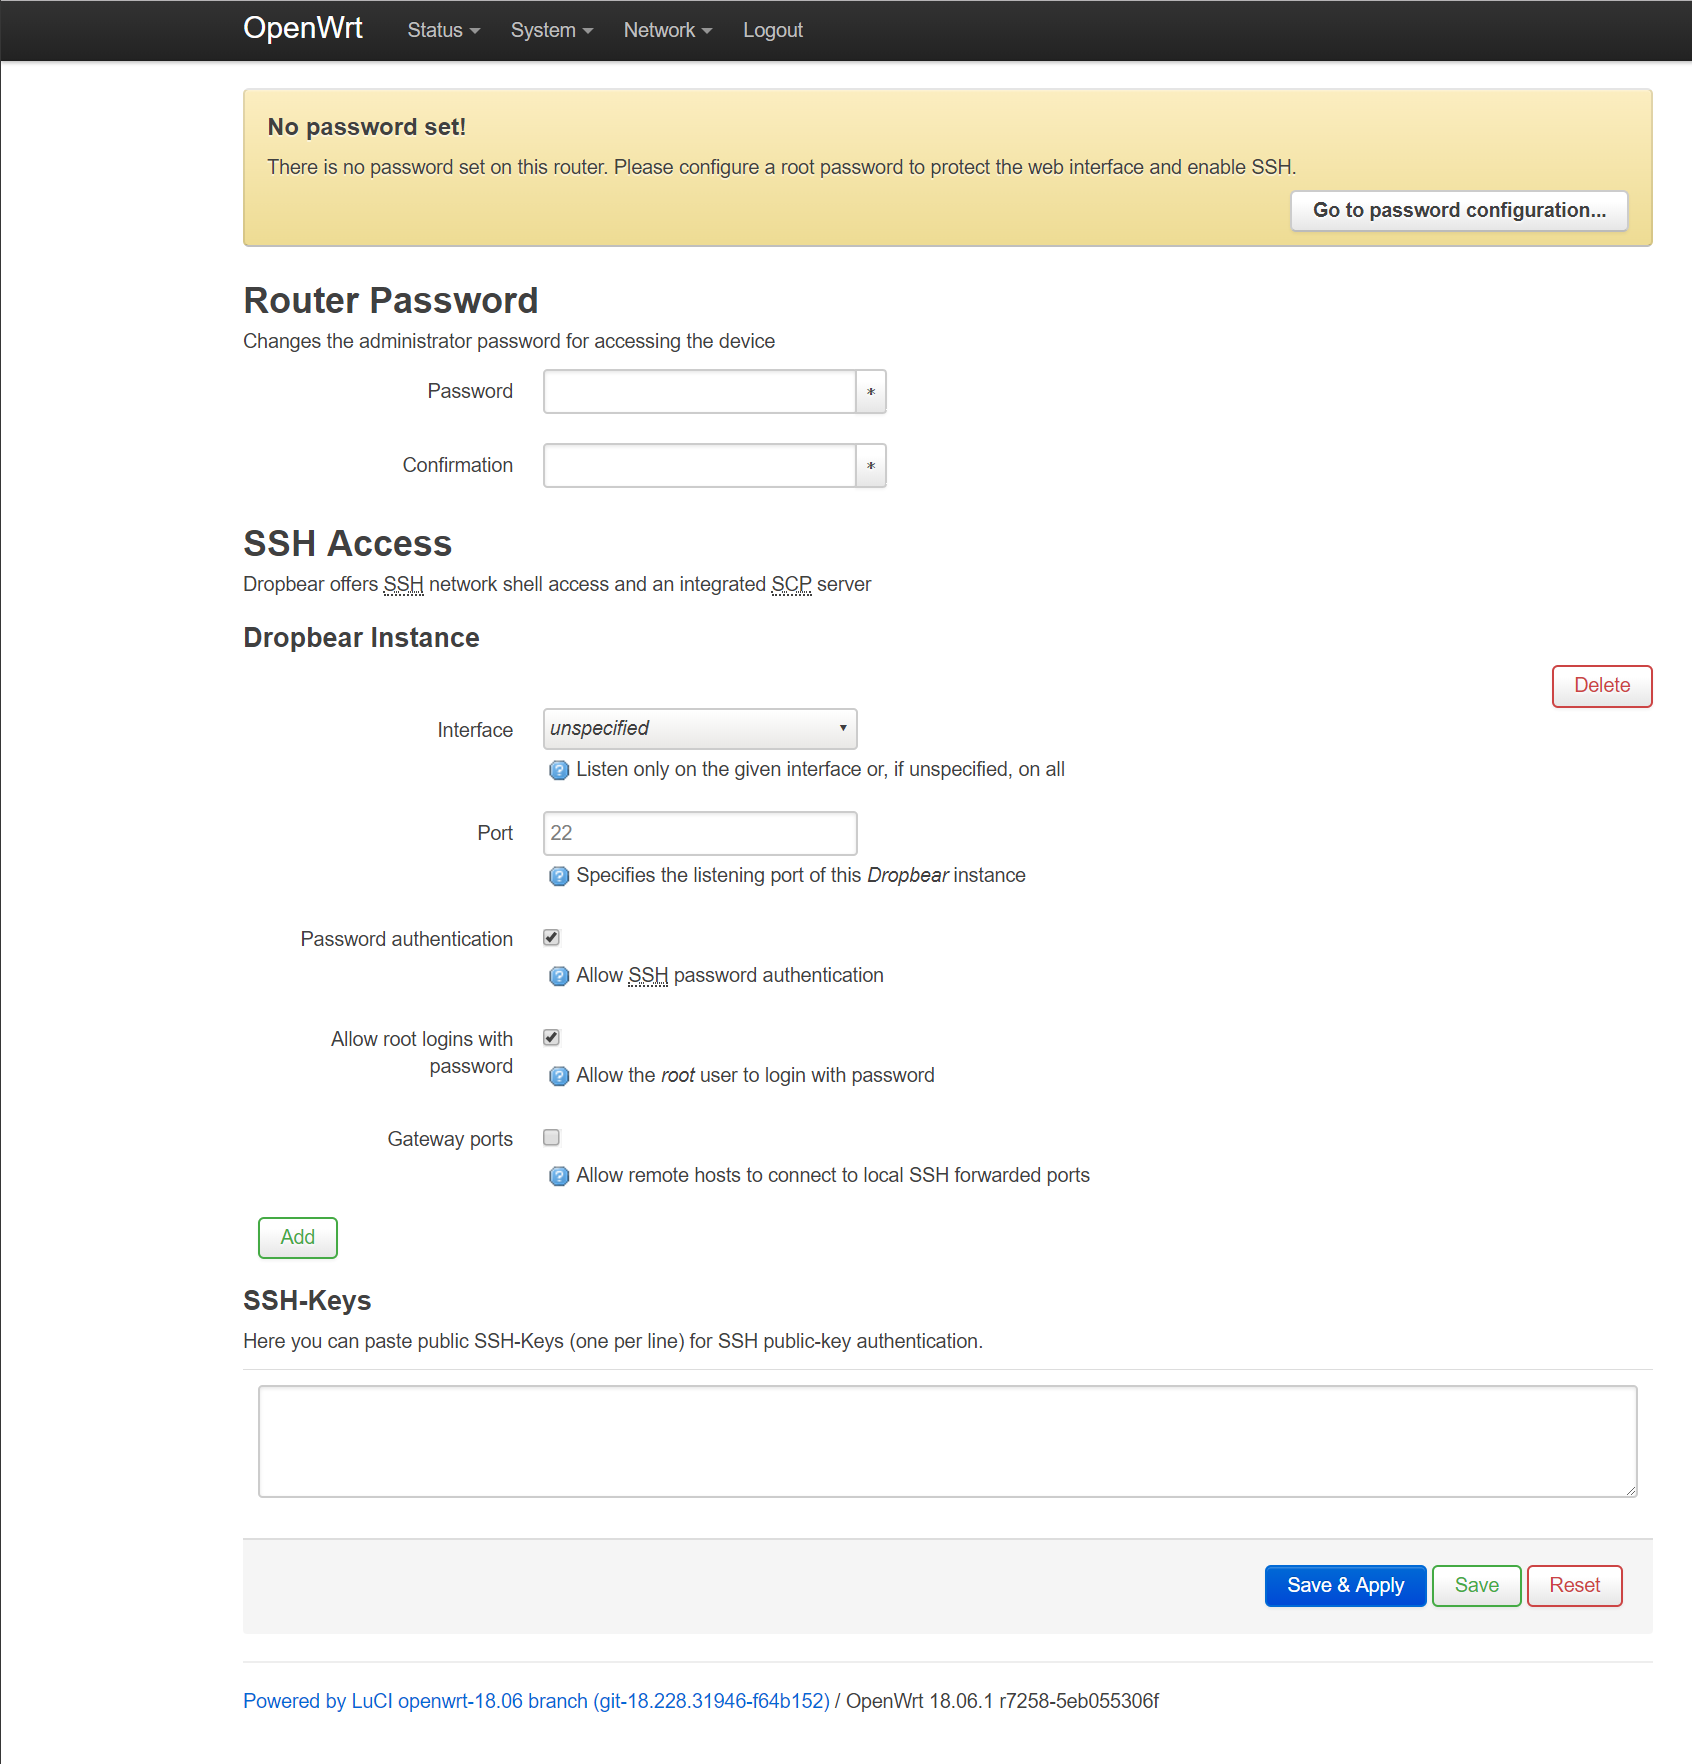 OpenWrt Status System Network Logout
No password set!
There is no password set on this router. Please configure a root password to protect the web interface and enable SSH.
Go to password configuration...
Router Password
Changes the administrator password for accessing the device
Password *
Confirmation *
SSH Access
Dropbear offers SSH network shell access and an integrated SCP server
Dropbear Instance
Delete
Interface unspecified
Listen only on the given interface or, if unspecified, on all
Port 22
Specifies the listening port of this Dropbear instance
Password authentication
Allow SSH password authentication
Allow root logins with
password
Allow the root user to login with password
Gateway ports
Allow remote hosts to connect to local SSH forwarded ports
Add
SSH-Keys
Here you can paste public SSH-Keys (one per line) for SSH public-key authentication.
Save & Apply Save Reset
Powered by LuCI openwrt-18.06 branch (git-18.228.31946-f64b152) / OpenWrt 18.06.1 r7258-5eb055306f